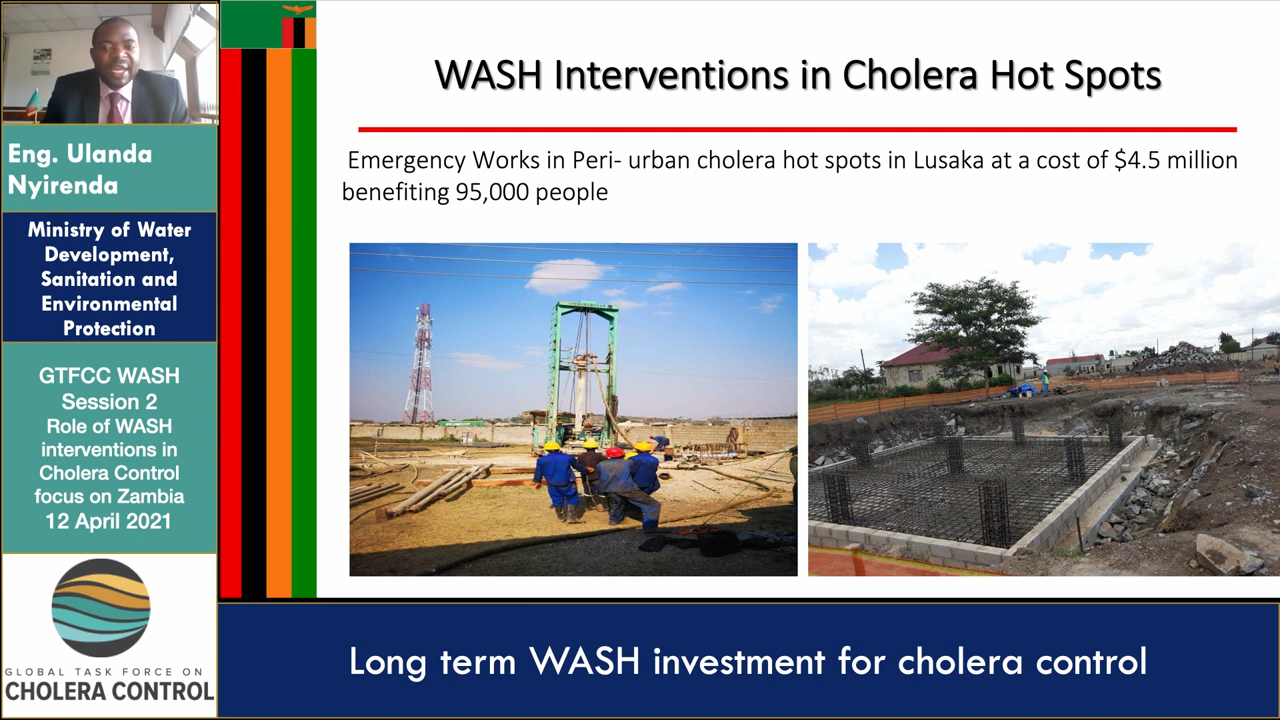 WASH Interventions in Cholera Hot Spots
Emergency Works in Peri- urban cholera hot spots in Lusaka at a cost of $4.5 million
benefiting 95,000 people
Eng. Ulanda
Nyirenda
Ministry of Water
Development,
Sanitation and
Environmental
Protection
GTFCC WASH
Session 2
Role of WASH
interventions in
Cholera Control
focus on Zambia
12 April 2021
GLOBAL TASK FORCE ON
CHOLERA CONTROL
Long term WASH investment for cholera control